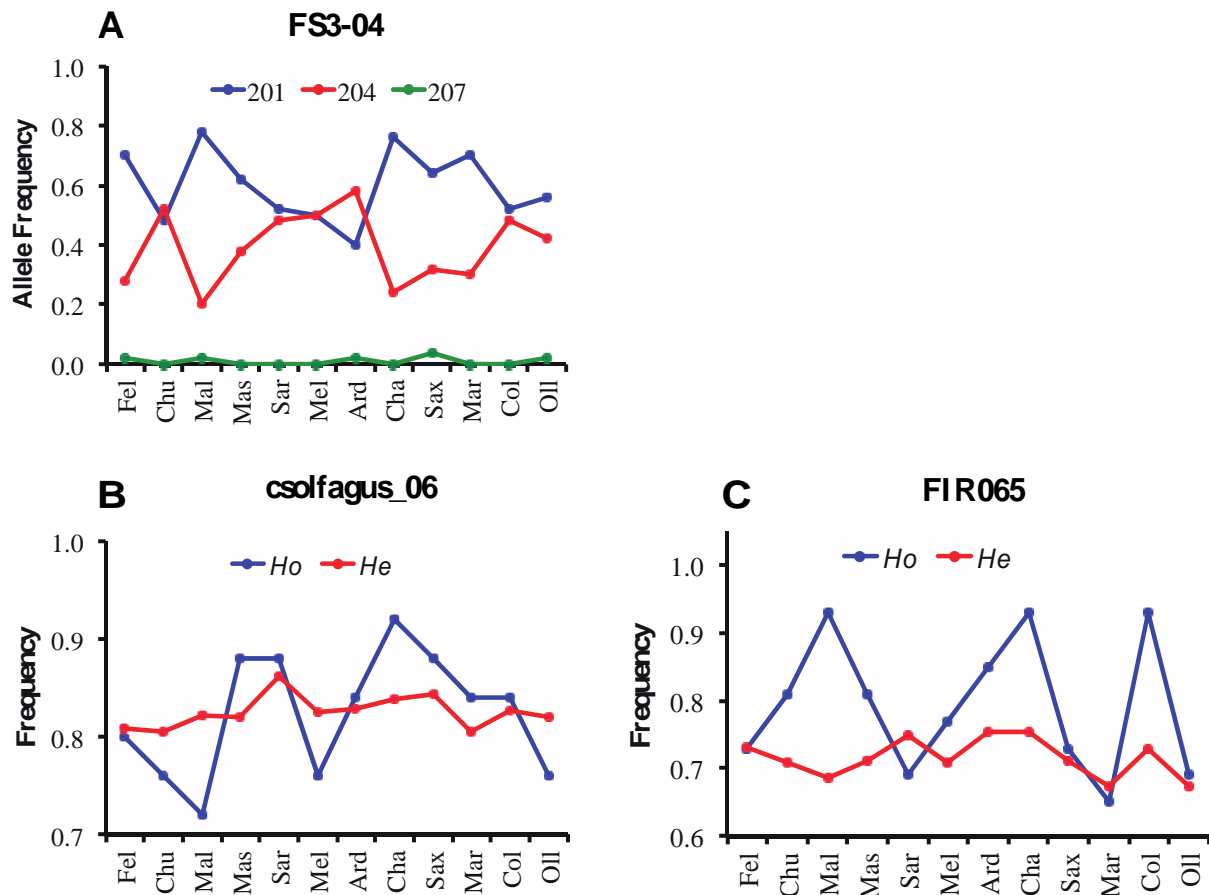 A FS3-04
1.0
201 204 207
0.8
0.6
0.4
0.2
0.0
Allele Frequency
Fel Chu Mal Mas Sar Mel Ard Cha Sax Mar Col Oll
B csolfagus_06
1.0
Ho He
0.9
0.8
0.7
Frequency
Fel Chu Mal Mas Sar Mel Ard Cha Sax Mar Col Oll
C FIR065
1.0
Ho He
0.9
0.8
0.7
0.6
Frequency
Fel Chu Mal Mas Sar Mel Ard Cha Sax Mar Col Oll